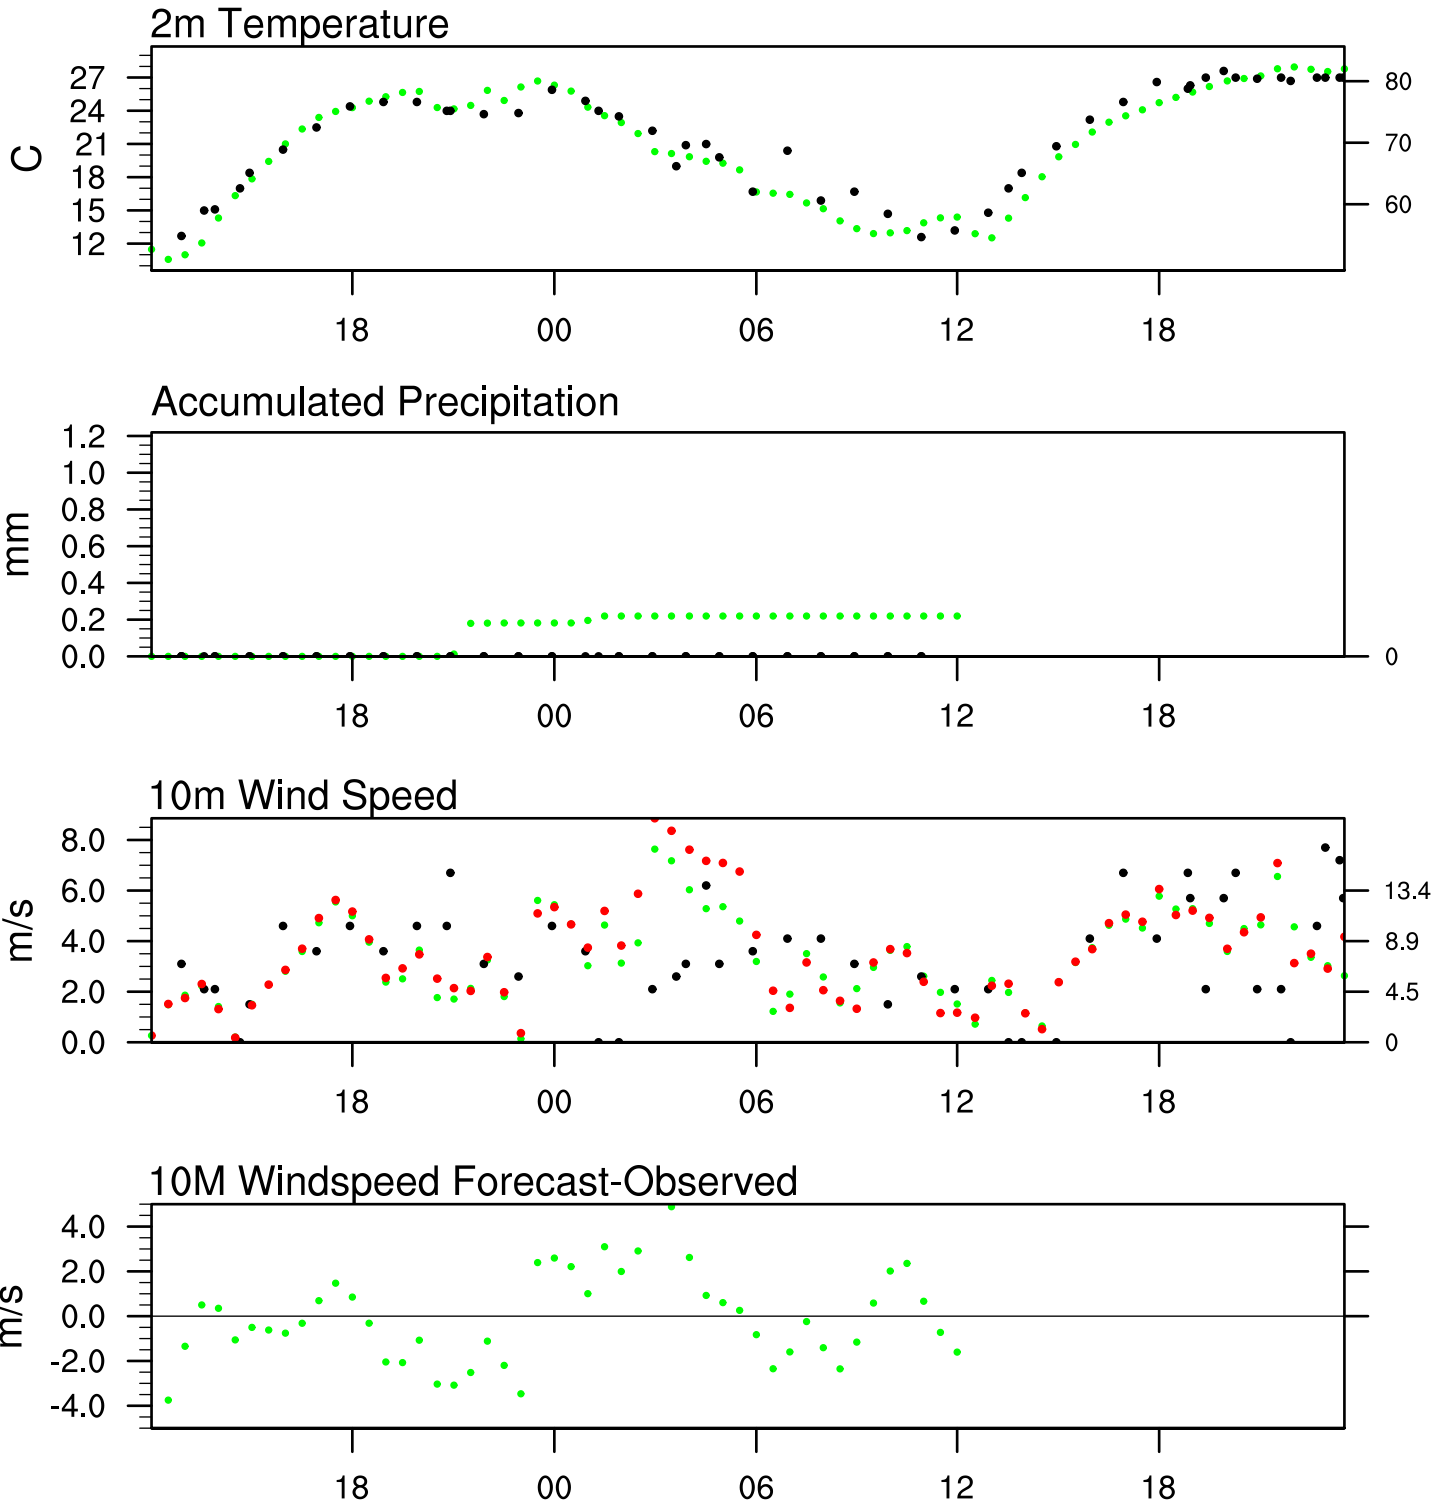 2m Temperature
27
24
21
18
15
12
C
80
70
60
18 00 06 12 18
Accumulated Precipitation
1.2
1.0
0.8
0.6
0.4
0.2
0.0
mm
0
18 00 06 12 18
10m Wind Speed
8.0
6.0
4.0
2.0
0.0
m/s
13.4
8.9
4.5
0
18 00 06 12 18
10M Windspeed Forecast-Observed
4.0
2.0
0.0
-2.0
-4.0
m/s
18 00 06 12 18